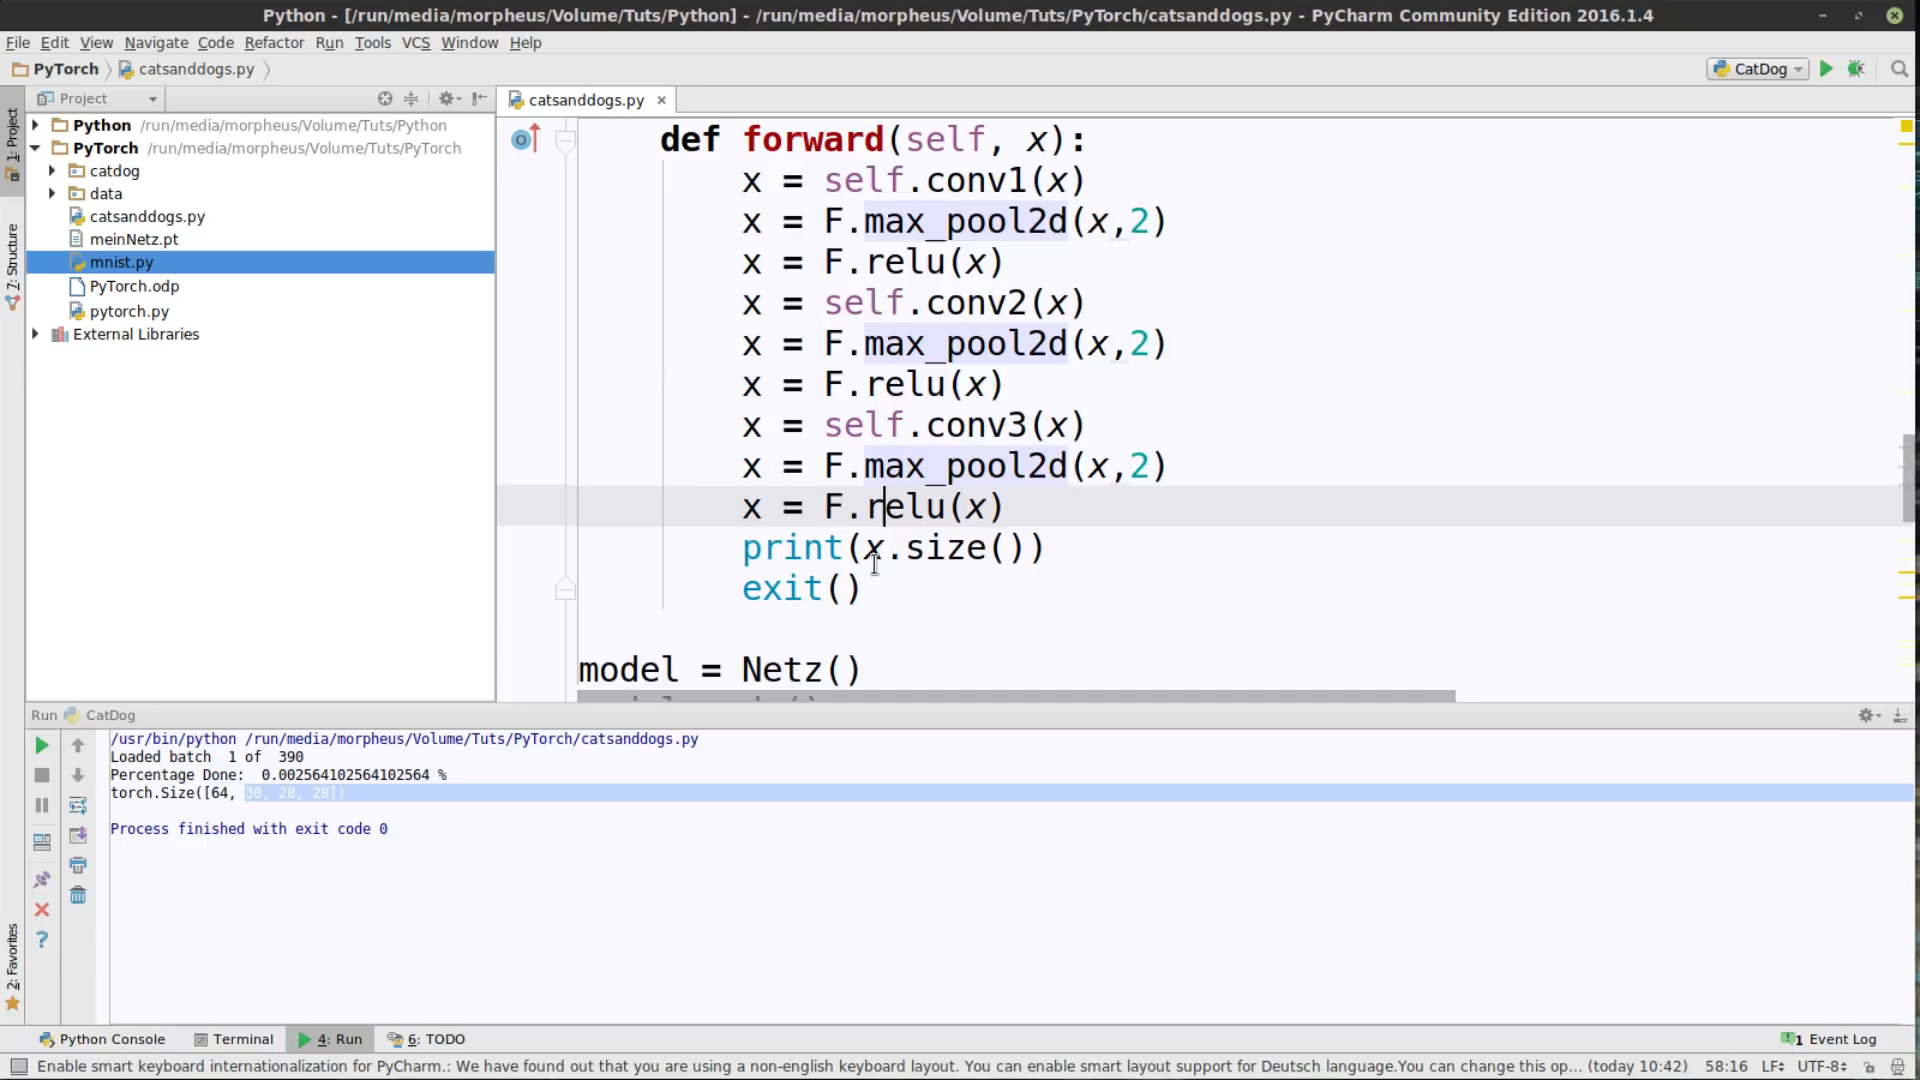 Python - [/run/media/morpheus/Volume/Tuts/Python] - /run/media/morpheus/Volume/Tuts/PyTorch/catsanddogs.py - PyCharm Community Edition 2016.1.4
File Edit View Navigate Code Refactor Run Tools VCS Window Help
PyTorch catsanddogs.py CatDog
Project
catsanddogs.py
1: Project
7: Structure
2: Favorites
Python /run/media/morpheus/Volume/Tuts/Python
PyTorch /run/media/morpheus/Volume/Tuts/PyTorch
catdog
data
catsanddogs.py
meinNetz.pt
mnist.py
PyTorch.odp
pytorch.py
External Libraries
def forward(self, x):
x = self.conv1(x)
x = F.max_pool2d(x,2)
x = F.relu(x)
x = self.conv2(x)
x = F.max_pool2d(x,2)
x = F.relu(x)
x = self.conv3(x)
x = F.max_pool2d(x,2)
x = F.relu(x)
print(x.size())
exit()
model = Netz()
Run CatDog
/usr/bin/python /run/media/morpheus/Volume/Tuts/PyTorch/catsanddogs.py
Loaded batch 1 of 390
Percentage Done: 0.002564102564102564 %
torch.Size([64, 30, 28, 28])
Process finished with exit code 0
Python Console Terminal 4: Run 6: TODO 1 Event Log
Enable smart keyboard internationalization for PyCharm.: We have found out that you are using a non-english keyboard layout. You can enable smart layout support for Deutsch language.You can change this op... (today 10:42) 58:16 LF UTF-8